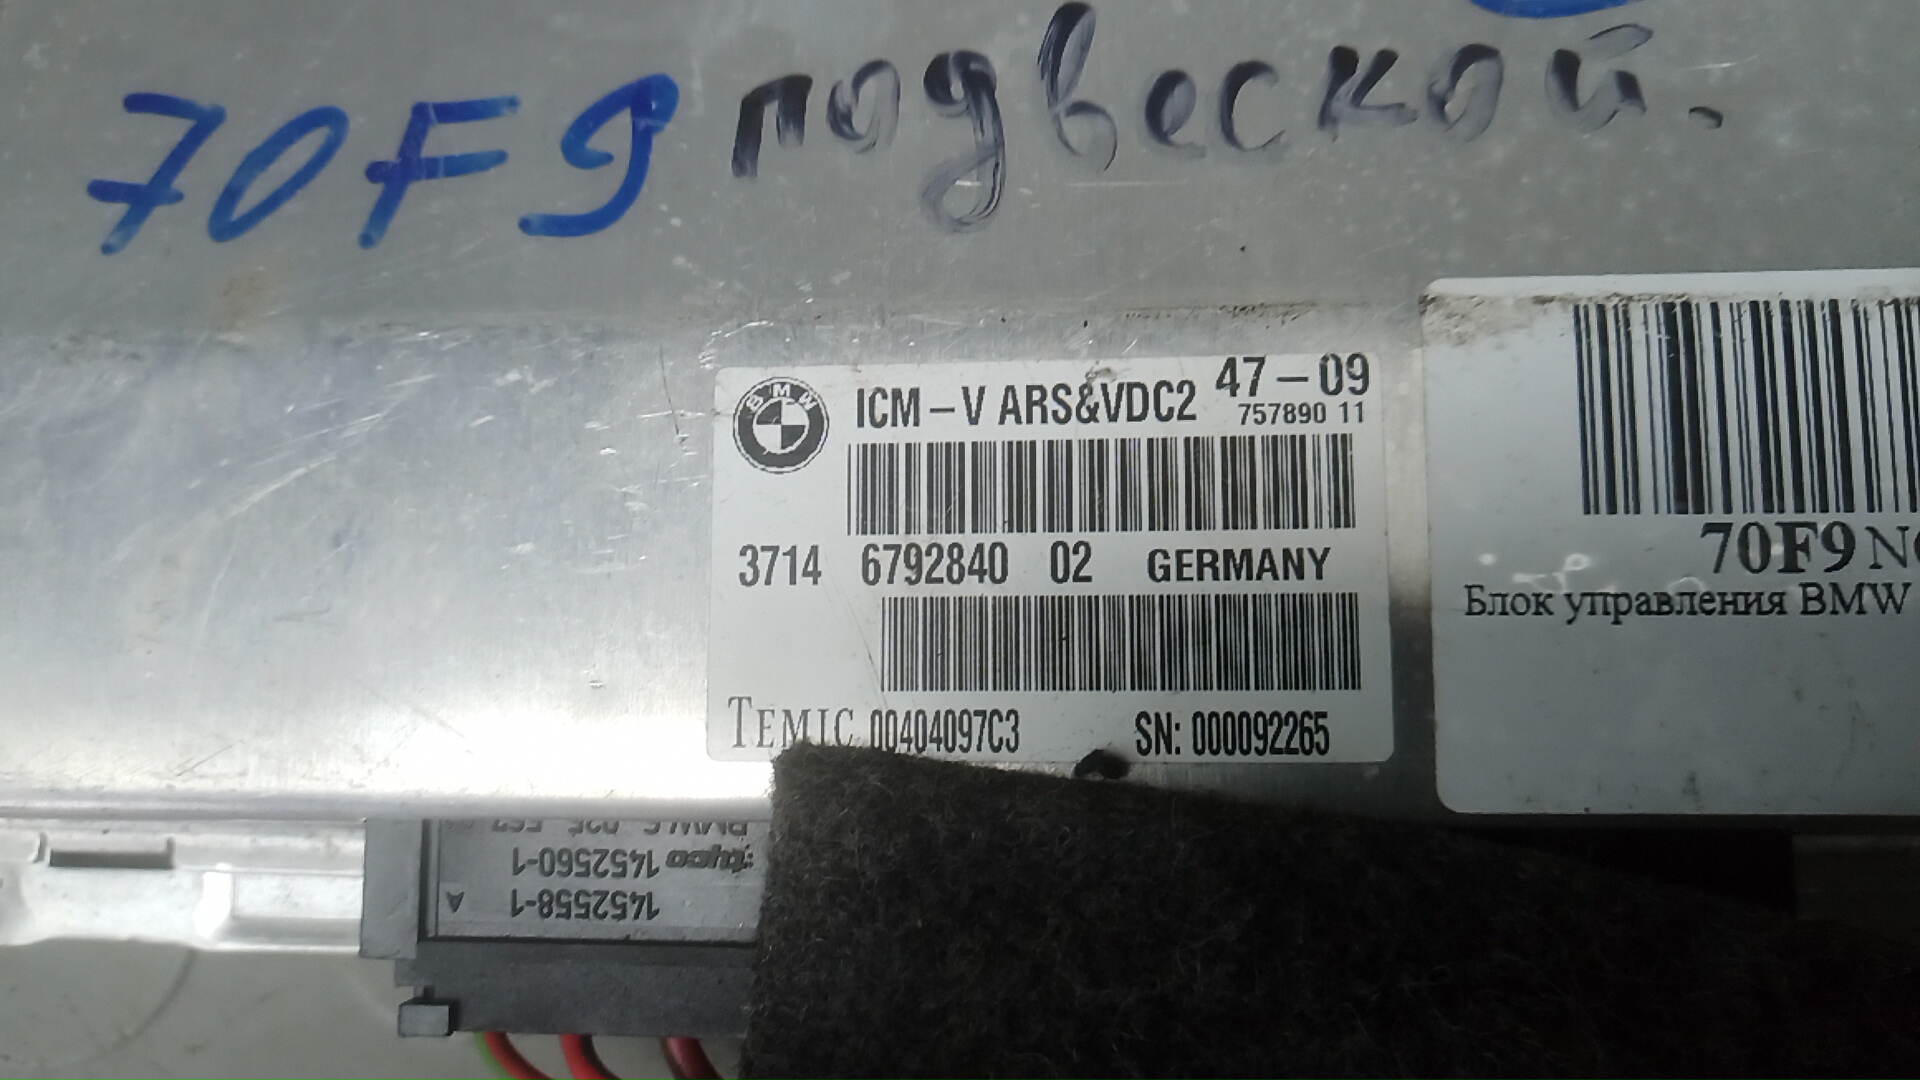 70F9 подвеской.
BMW
ICM-V ARS&VDC2 47-09
757890 11
3714 6792840 02 GERMANY
TEMIC 00404097C3 SN: 000092265
70F9
Блок управления BMW
tyco 1452560-1
1452558-1 A